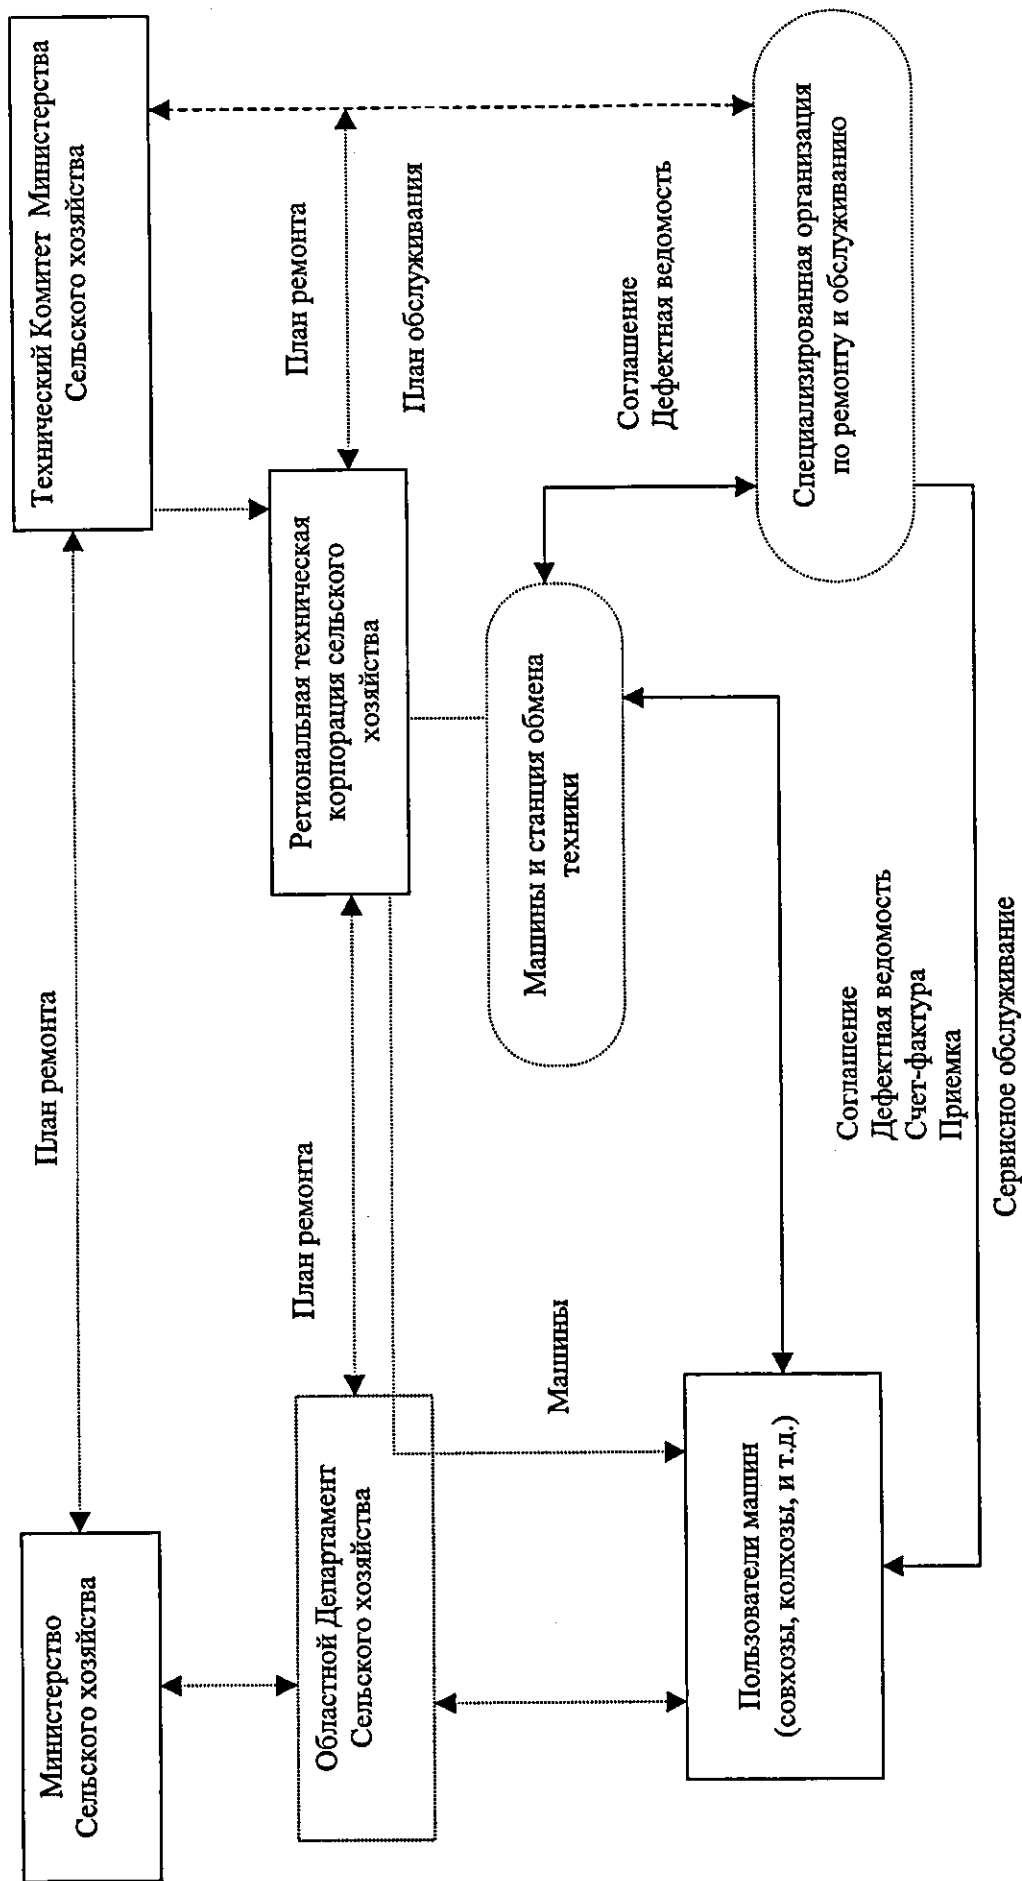 План ремонта
Министерство
Сельского хозяйства
Технический Комитет Министерства
Сельского хозяйства
План ремонта
План ремонта
План обслуживания
Областной Департамент
Сельского хозяйства
Региональная техническая
корпорация сельского
хозяйства
Машины
Машины и станция обмена
техники
Соглашение
Дефектная ведомость
Пользователи машин
(совхозы, колхозы, и т.д.)
Соглашение
Дефектная ведомость
Счет-фактура
Приемка
Специализированная организация
по ремонту и обслуживанию
Сервисное обслуживание